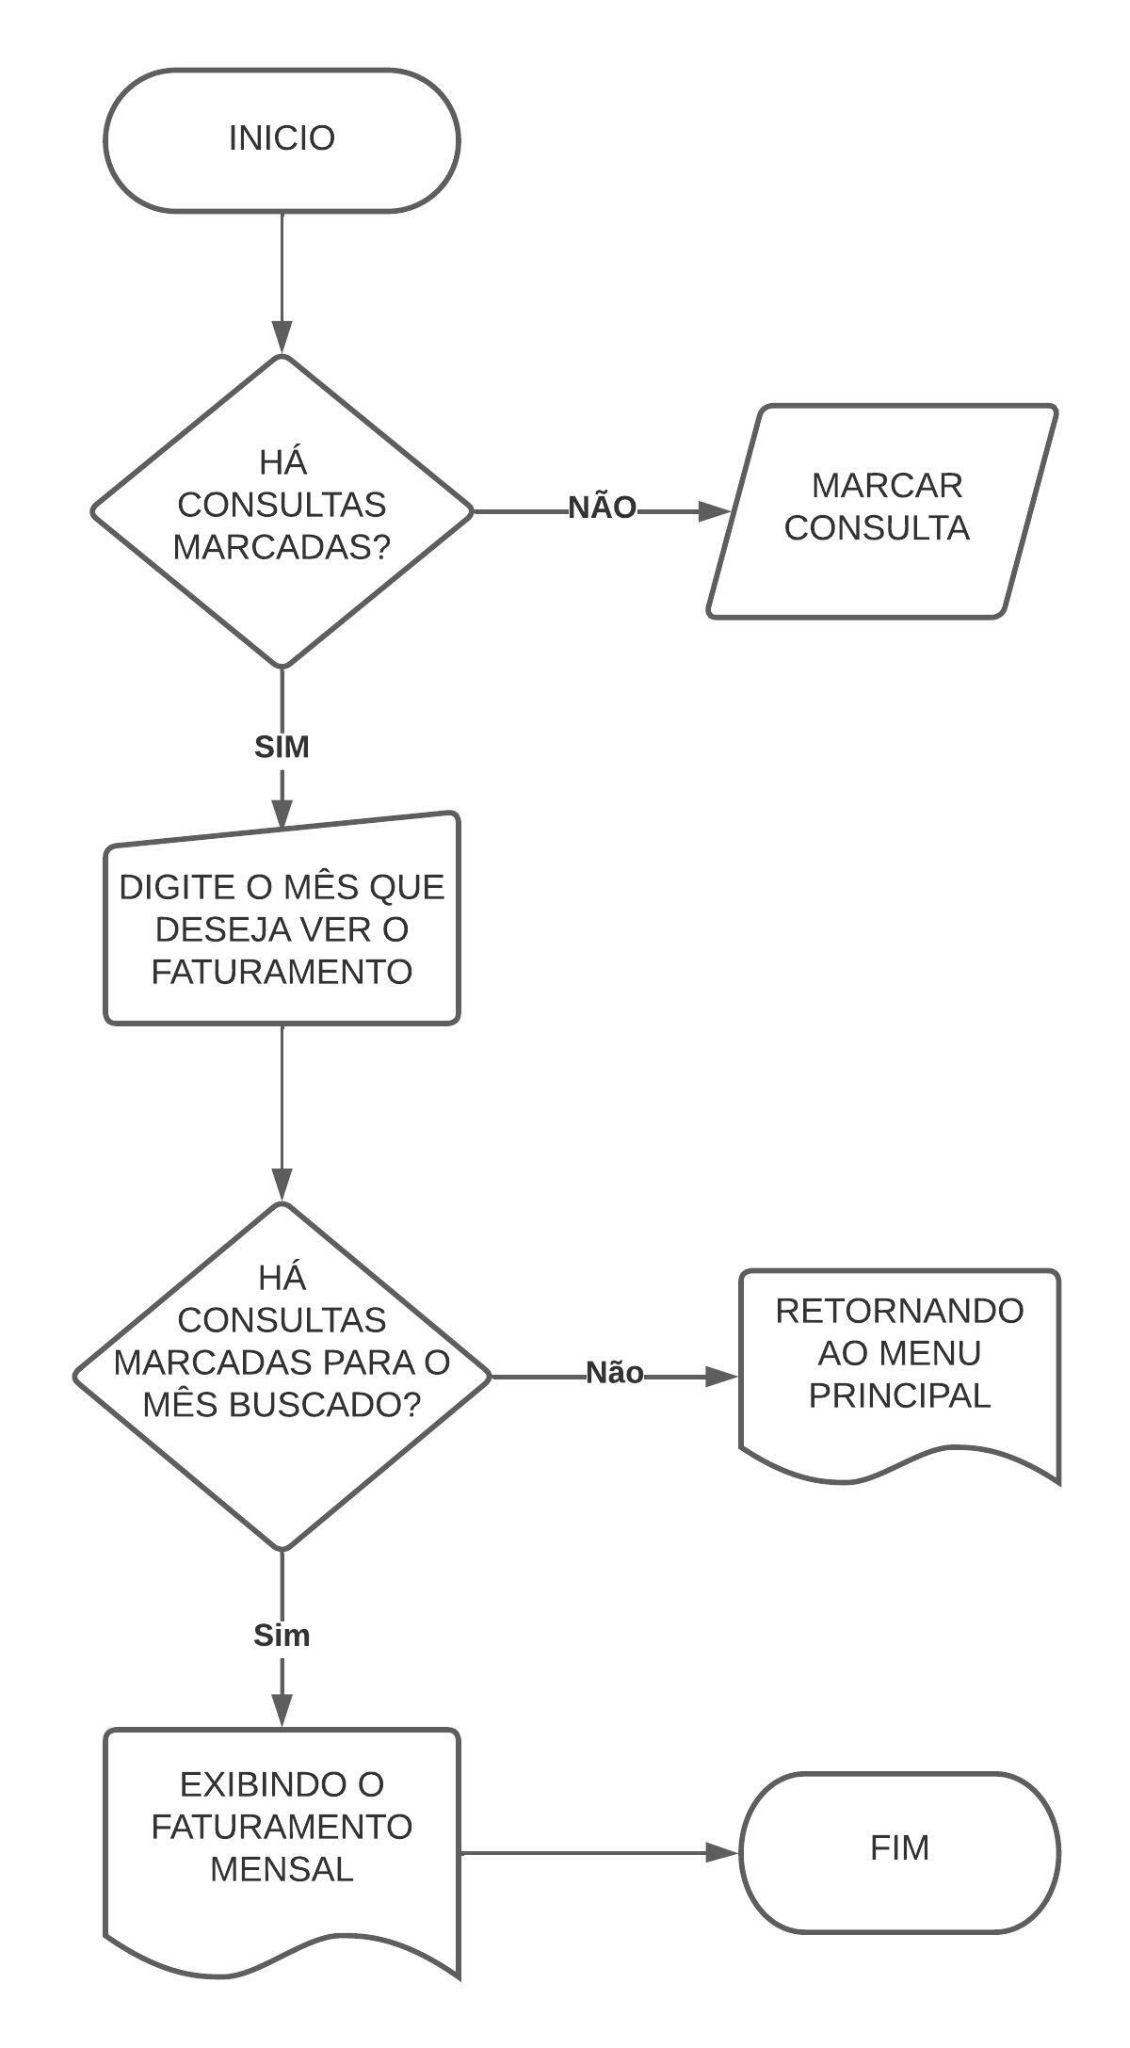 INICIO
HÁ
CONSULTAS
MARCADAS?
NÃO
MARCAR
CONSULTA
SIM
DIGITE O MÊS QUE
DESEJA VER O
FATURAMENTO
HÁ
CONSULTAS
MARCADAS PARA O
MÊS BUSCADO?
Não
RETORNANDO
AO MENU
PRINCIPAL
Sim
EXIBINDO O
FATURAMENTO
MENSAL
FIM